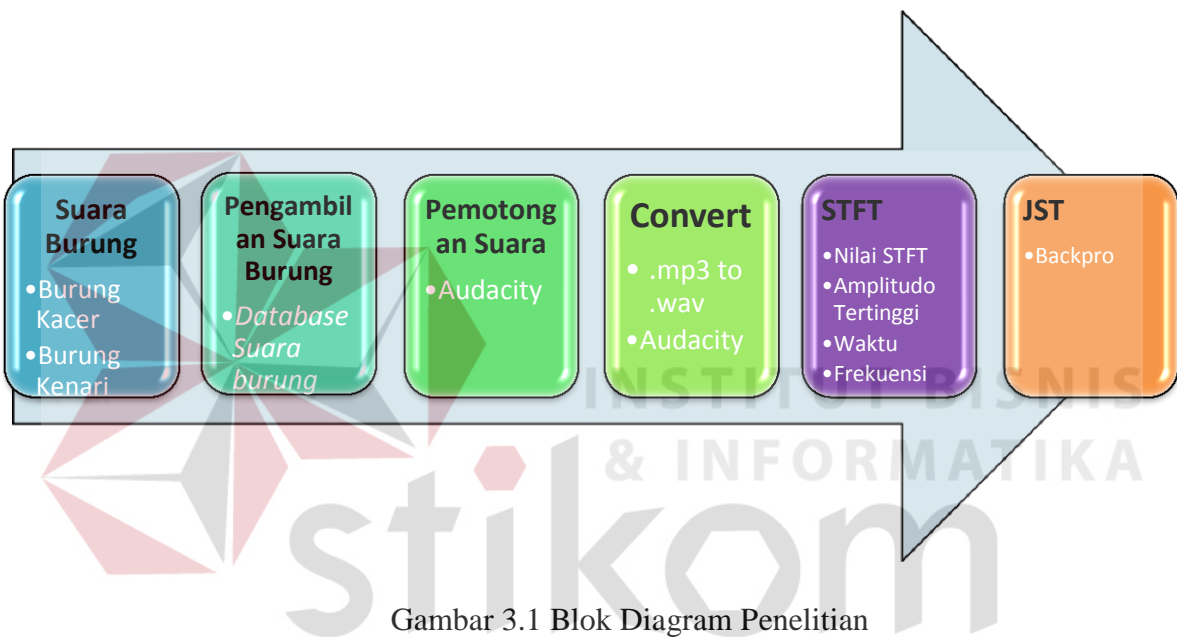 Suara
Burung
•Burung
Kacer
•Burung
Kenari
Pengambil
an Suara
Burung
•Database
Suara
burung
Pemotong
an Suara
•Audacity
Convert
• .mp3 to
.wav
•Audacity
STFT
•Nilai STFT
•Amplitudo
Tertinggi
•Waktu
•Frekuensi
JST
•Backpro
INSTITUT BISNIS
& INFORMATIKA
stikom
Gambar 3.1 Blok Diagram Penelitian